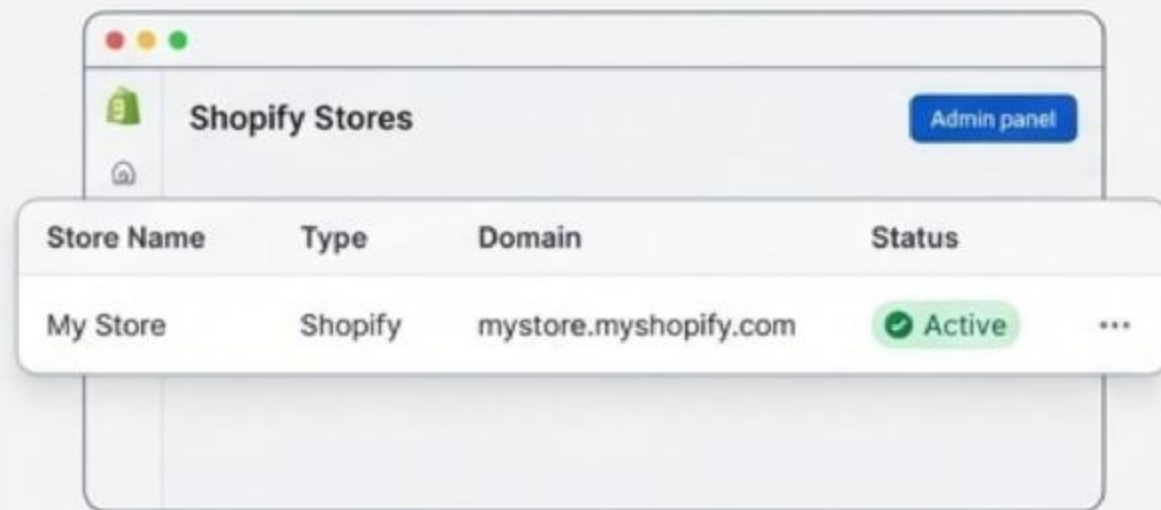 Shopify Stores Admin panel
Store Name Type Domain Status
My Store Shopify mystore.myshopify.com Active